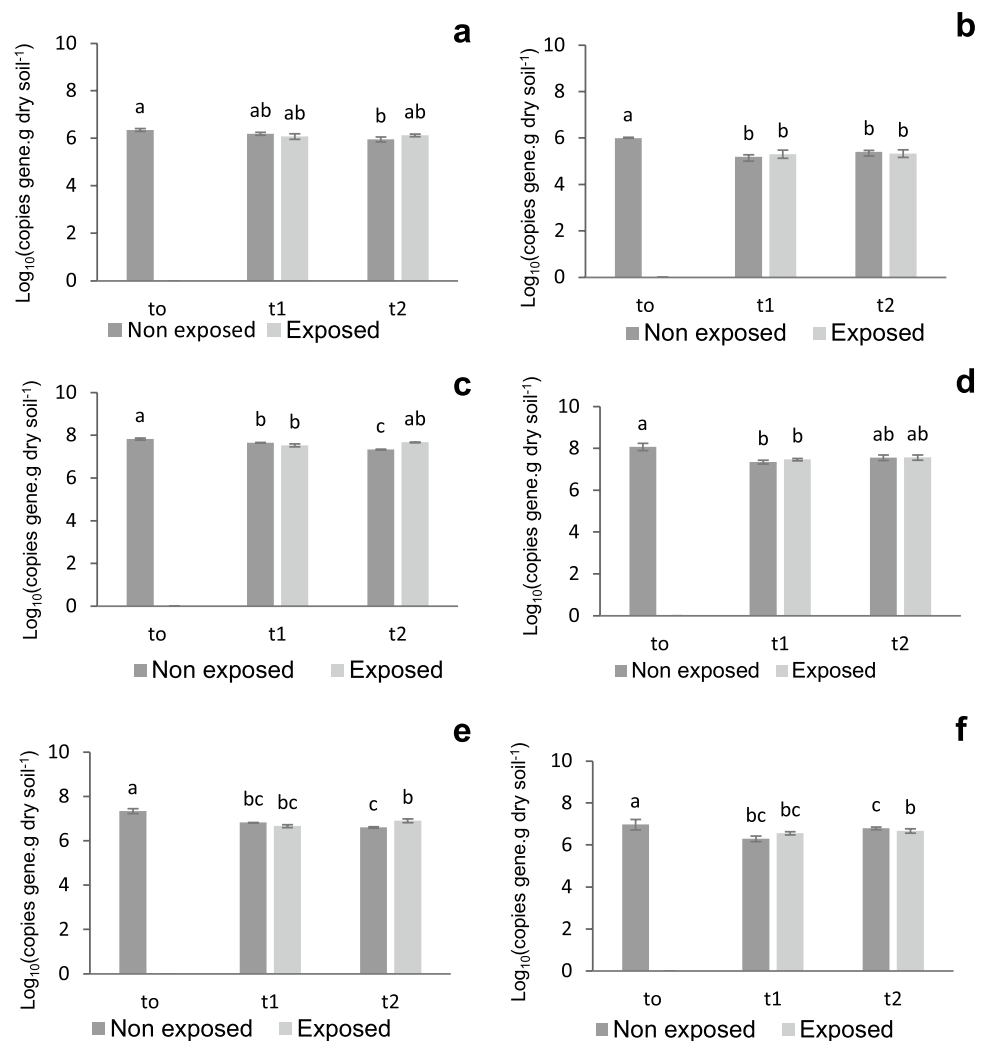 a
Log10(copies gene.g dry soil-1)
10
8
6
4
2
0
a
ab ab
b ab
to t1 t2
Non exposed Exposed
b
Log10(copies gene.g dry soil-1)
10
8
6
4
2
0
a
b b
b b
to t1 t2
Non exposed Exposed
c
Log10(copies gene.g dry soil-1)
10
8
6
4
2
0
a
b b
c ab
to t1 t2
Non exposed Exposed
d
Log10(copies gene.g dry soil-1)
10
8
6
4
2
0
a
b b
ab ab
to t1 t2
Non exposed Exposed
e
Log10(copies gene.g dry soil-1)
10
8
6
4
2
0
a
bc bc
c b
to t1 t2
Non exposed Exposed
f
Log10(copies gene.g dry soil-1)
10
8
6
4
2
0
a
bc bc
c b
to t1 t2
Non exposed Exposed